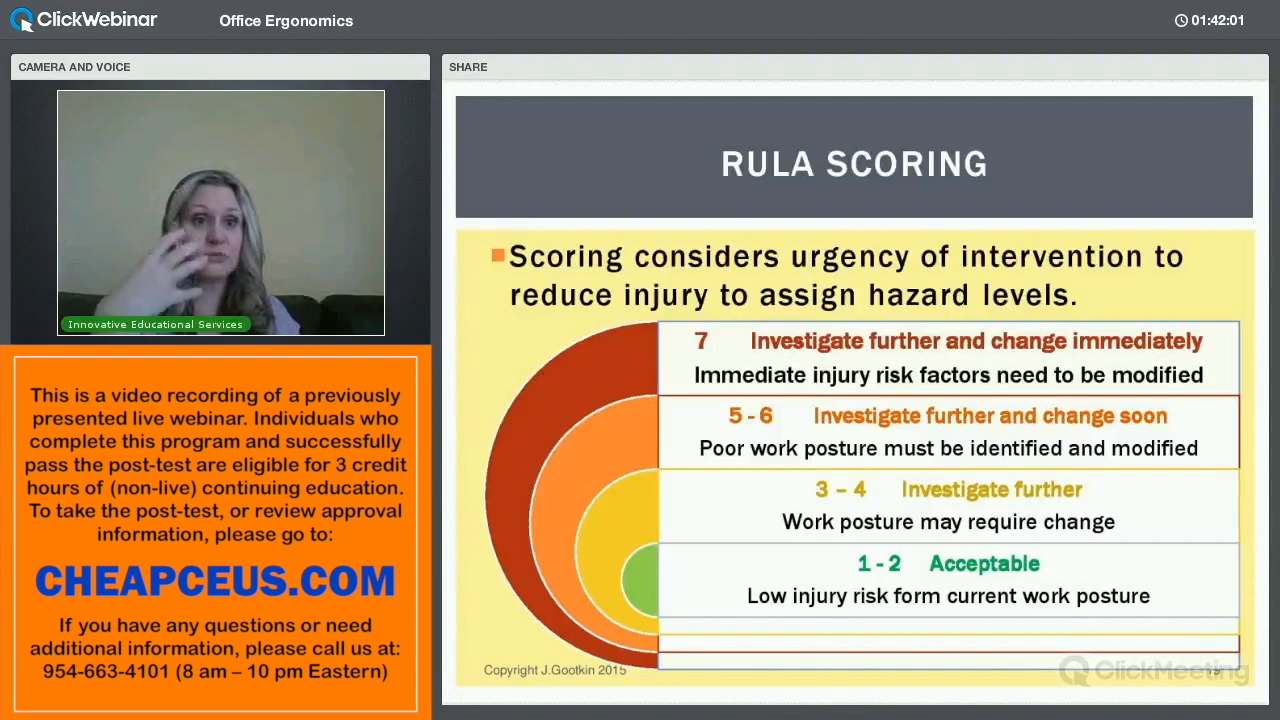 ClickWebinar
Office Ergonomics
01:42:01
CAMERA AND VOICE
Innovative Educational Services
This is a video recording of a previously
presented live webinar. Individuals who
complete this program and successfully
pass the post-test are eligible for 3 credit
hours of (non-live) continuing education.
To take the post-test, or review approval
information, please go to:
CHEAPCEUS.COM
If you have any questions or need
additional information, please call us at:
954-663-4101 (8 am – 10 pm Eastern)
SHARE
RULA SCORING
Scoring considers urgency of intervention to
reduce injury to assign hazard levels.
7 Investigate further and change immediately
Immediate injury risk factors need to be modified
5 - 6 Investigate further and change soon
Poor work posture must be identified and modified
3 – 4 Investigate further
Work posture may require change
1 - 2 Acceptable
Low injury risk form current work posture
Copyright J.Gootkin 2015
ClickMeeting